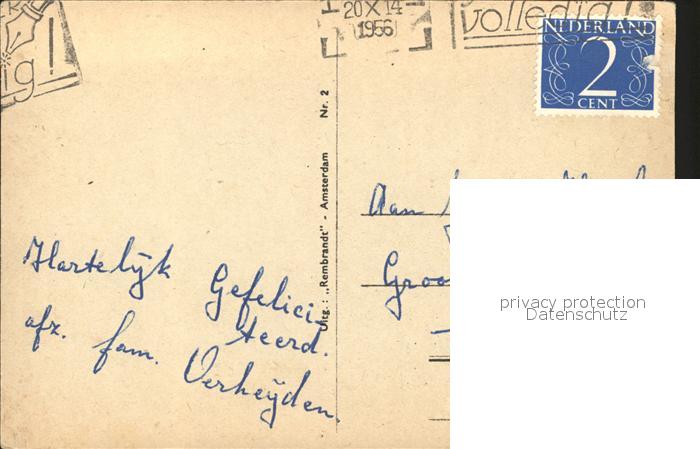 ig!
20 X 14
1956
volledig!
NEDERLAND
2
CENT
Uitg.: „Rembrandt" - Amsterdam Nr. 2
Aan
Groo
Hartelijk Gefelici-
teerd.
afz. fam. Verheijden.
privacy protection
Datenschutz